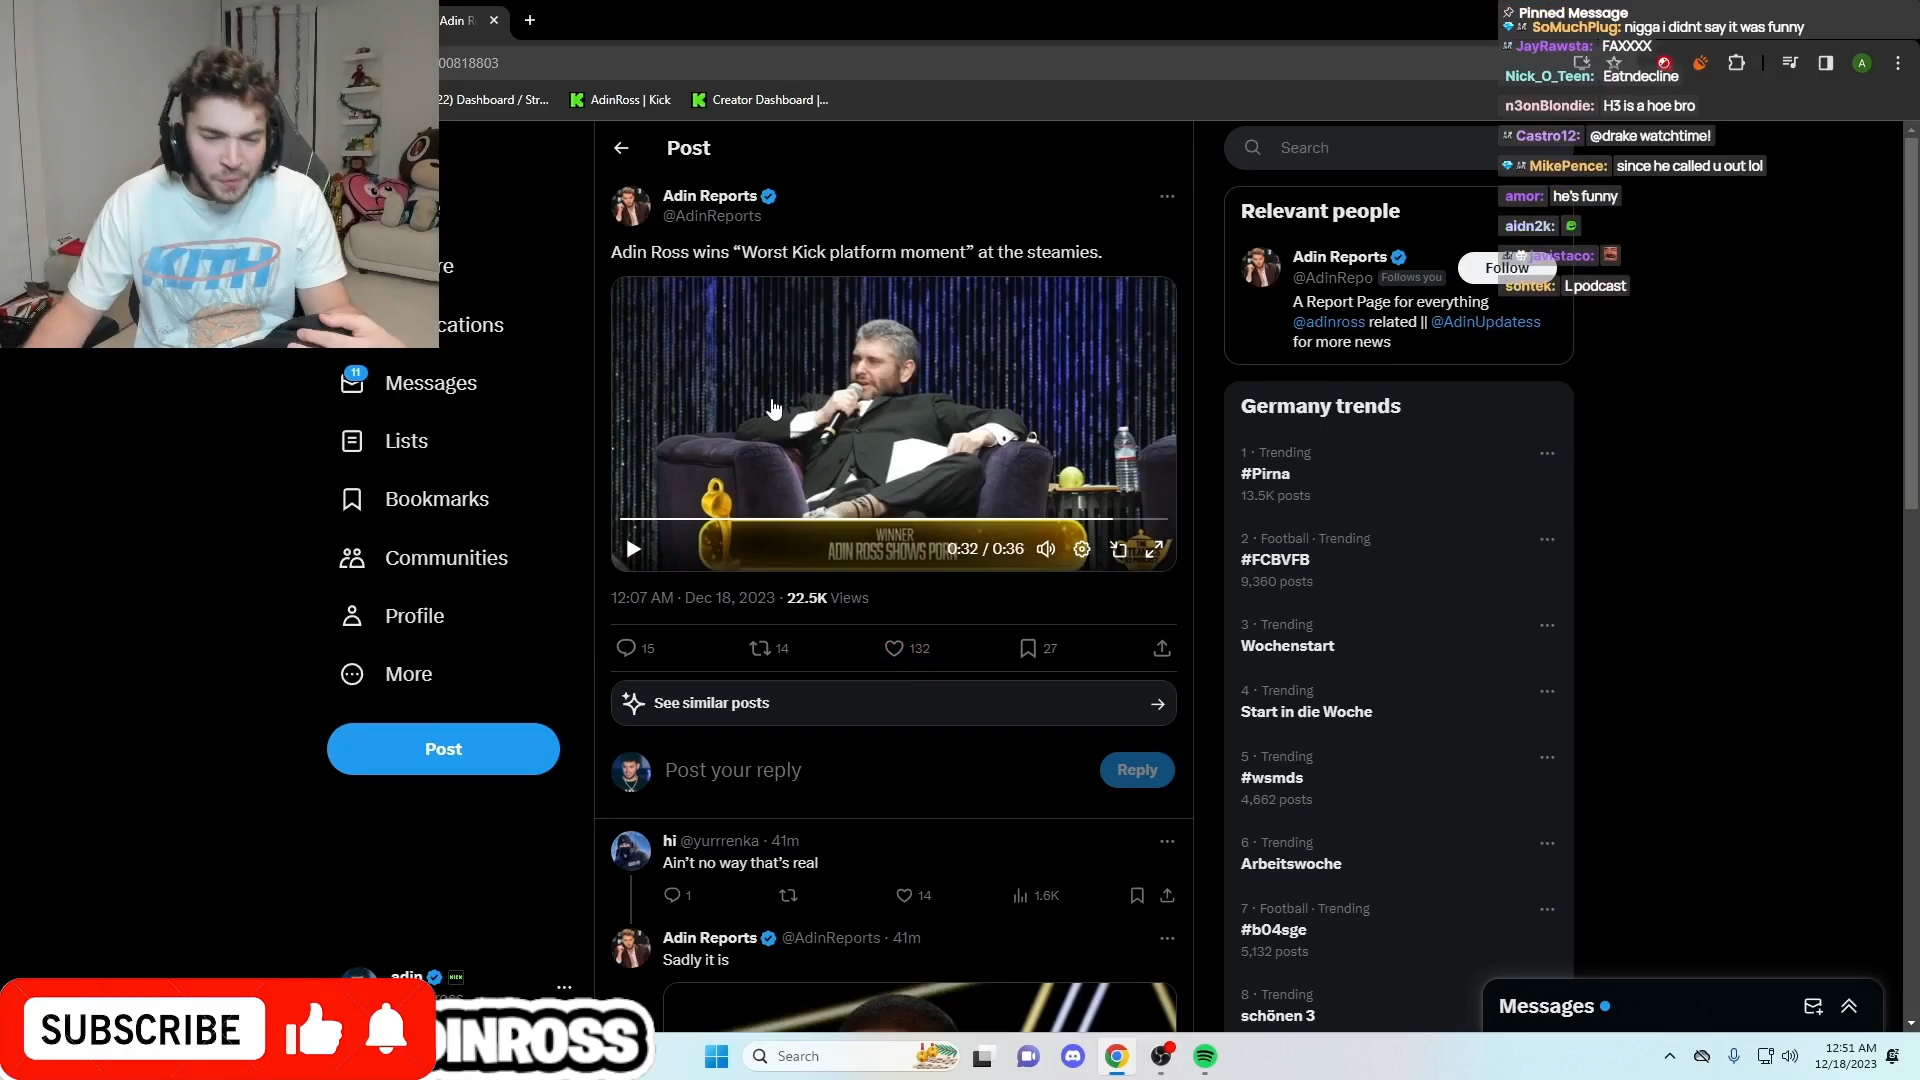 Adin R
00818803
22) Dashboard / Str...
AdinRoss | Kick
Creator Dashboard |...
Pinned Message
SoMuchPlug: nigga i didnt say it was funny
JayRawsta: FAXXXX
Nick_O_Teen: Eatndecline
n3onBlondie: H3 is a hoe bro
Castro12: @drake watchtime!
MikePence: since he called u out lol
amor: he's funny
aidn2k:
javistaco:
sontek: L podcast
KITH
re
cations
11
Messages
Lists
Bookmarks
Communities
Profile
More
Post
adin
KICK
Post
Adin Reports
@AdinReports
Adin Ross wins “Worst Kick platform moment” at the steamies.
WINNER
ADIN ROSS SHOWS PORN
0:32 / 0:36
12:07 AM · Dec 18, 2023 · 22.5K Views
15
14
132
27
See similar posts
Post your reply
Reply
hi @yurrrenka · 41m
Ain’t no way that’s real
1
14
1.6K
Adin Reports @AdinReports · 41m
Sadly it is
Search
Relevant people
Adin Reports
@AdinRepo Follows you
Follow
A Report Page for everything
@adinross related || @AdinUpdatess
for more news
Germany trends
1 · Trending
#Pirna
13.5K posts
2 · Football · Trending
#FCBVFB
9,360 posts
3 · Trending
Wochenstart
4 · Trending
Start in die Woche
5 · Trending
#wsmds
4,662 posts
6 · Trending
Arbeitswoche
7 · Football · Trending
#b04sge
5,132 posts
8 · Trending
schönen 3
Messages
SUBSCRIBE
DINROSS
Search
12:51 AM
12/18/2023
A